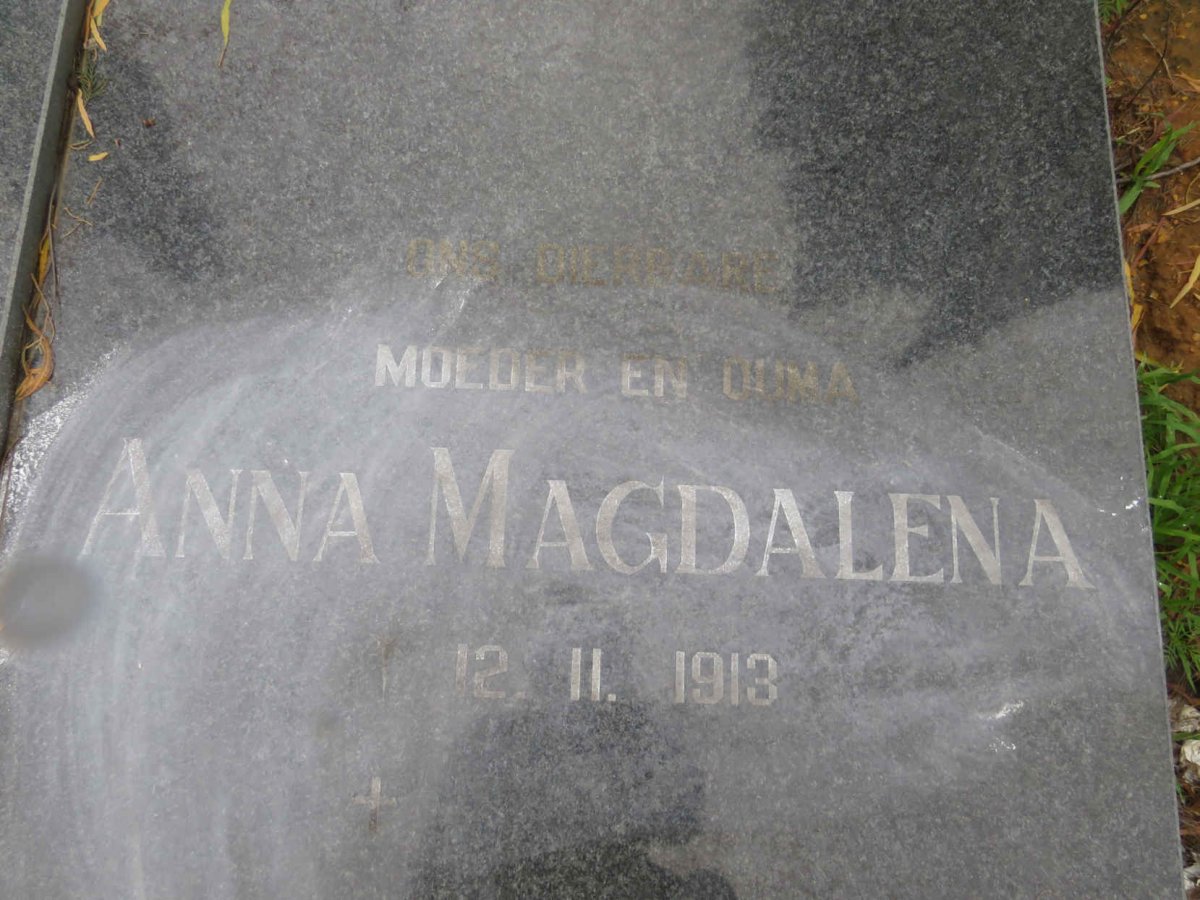 ONS DIERBARE
MOEDER EN OUMA
ANNA MAGDALENA
12. 11. 1913